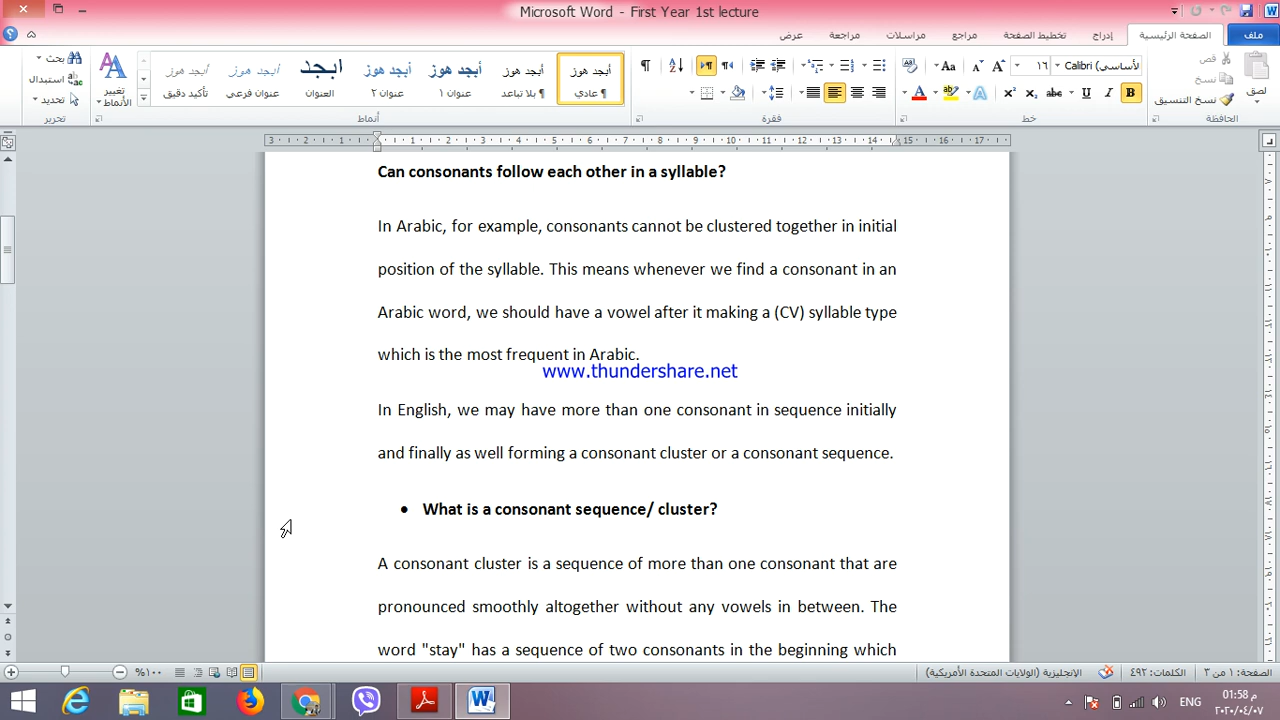 Microsoft Word - First Year 1st lecture
ملف
الصفحة الرئيسية
إدراج
تخطيط الصفحة
مراجع
مراسلات
مراجعة
عرض
لصق
قص
نسخ
نسخ التنسيق
الحافظة
Calibri (الأساسي)
١٦
خط
فقرة
أبجد هوز
¶ عادي
أبجد هوز
¶ بلا تباعد
أبجد هوز
عنوان ١
أبجد هوز
عنوان ٢
أبجد
العنوان
أبجد هوز
عنوان فرعي
أبجد هوز
تأكيد دقيق
تغيير الأنماط
أنماط
بحث
استبدال
تحديد
تحرير
Can consonants follow each other in a syllable?
In Arabic, for example, consonants cannot be clustered together in initial
position of the syllable. This means whenever we find a consonant in an
Arabic word, we should have a vowel after it making a (CV) syllable type
which is the most frequent in Arabic.
www.thundershare.net
In English, we may have more than one consonant in sequence initially
and finally as well forming a consonant cluster or a consonant sequence.
• What is a consonant sequence/ cluster?
A consonant cluster is a sequence of more than one consonant that are
pronounced smoothly altogether without any vowels in between. The
word "stay" has a sequence of two consonants in the beginning which
الصفحة: ١ من ٣
الكلمات: ٤٩٢
الإنجليزية (الولايات المتحدة الأمريكية)
%١٠٠
ENG
01:58 م
٢٠٢٠/٠٤/٠٧